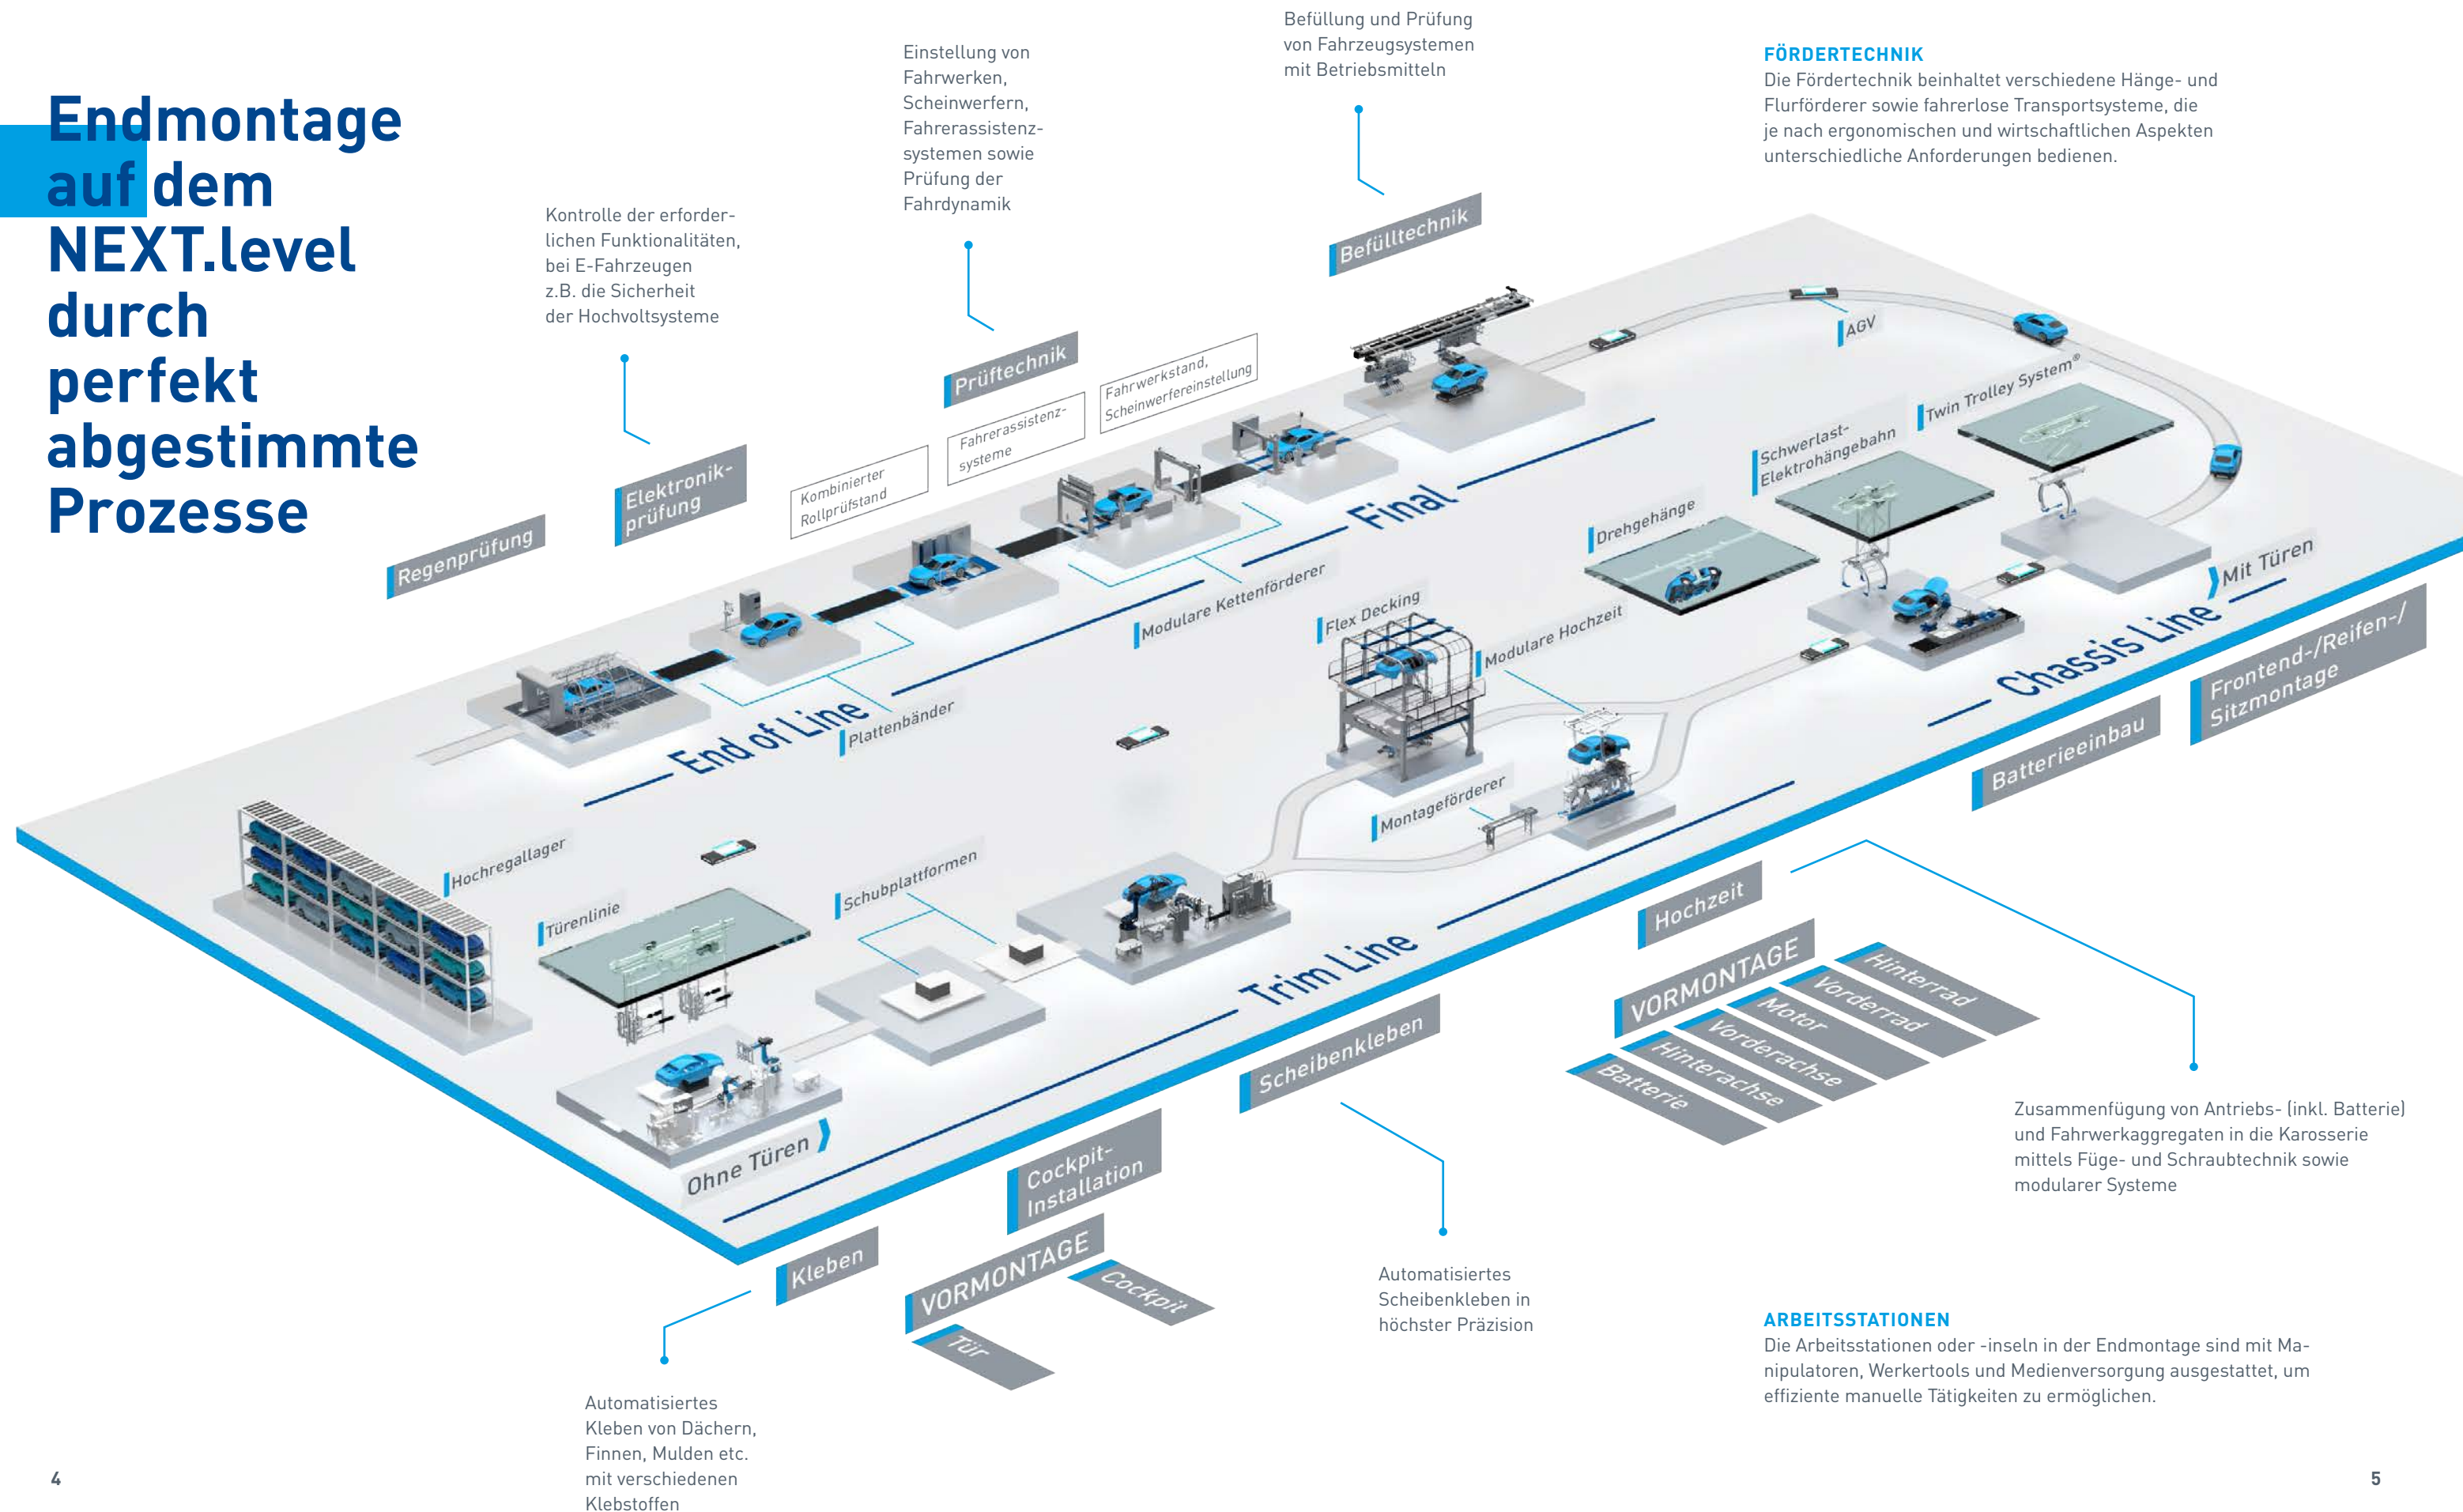 Endmontage
auf dem
NEXT.level
durch
perfekt
abgestimmte
Prozesse
Kontrolle der erforder-
lichen Funktionalitäten,
bei E-Fahrzeugen
z.B. die Sicherheit
der Hochvoltsysteme
Einstellung von
Fahrwerken,
Scheinwerfern,
Fahrerassistenz-
systemen sowie
Prüfung der
Fahrdynamik
Befüllung und Prüfung
von Fahrzeugsystemen
mit Betriebsmitteln
FÖRDERTECHNIK
Die Fördertechnik beinhaltet verschiedene Hänge- und
Flurförderer sowie fahrerlose Transportsysteme, die
je nach ergonomischen und wirtschaftlichen Aspekten
unterschiedliche Anforderungen bedienen.
Regenprüfung
Elektronik-
prüfung
Prüftechnik
Kombinierter
Rollprüfstand
Fahrerassistenz-
systeme
Fahrwerkstand,
Scheinwerfereinstellung
Befülltechnik
AGV
Twin Trolley System®
Schwerlast-
Elektrohängebahn
Drehgehänge
Final
Modulare Kettenförderer
Flex Decking
Modulare Hochzeit
Mit Türen
Chassis Line
Frontend-/Reifen-/
Sitzmontage
Batterieeinbau
End of Line
Plattenbänder
Montageförderer
Hochregallager
Türenlinie
Schubplattformen
Trim Line
Ohne Türen
Hochzeit
VORMONTAGE
Hinterrad
Vorderrad
Motor
Vorderachse
Hinterachse
Batterie
Scheibenkleben
Cockpit-
Installation
Kleben
VORMONTAGE
Cockpit
Tür
Zusammenfügung von Antriebs- (inkl. Batterie)
und Fahrwerkaggregaten in die Karosserie
mittels Füge- und Schraubtechnik sowie
modularer Systeme
Automatisiertes
Scheibenkleben in
höchster Präzision
ARBEITSSTATIONEN
Die Arbeitsstationen oder -inseln in der Endmontage sind mit Ma-
nipulatoren, Werkertools und Medienversorgung ausgestattet, um
effiziente manuelle Tätigkeiten zu ermöglichen.
Automatisiertes
Kleben von Dächern,
Finnen, Mulden etc.
mit verschiedenen
Klebstoffen
4
5